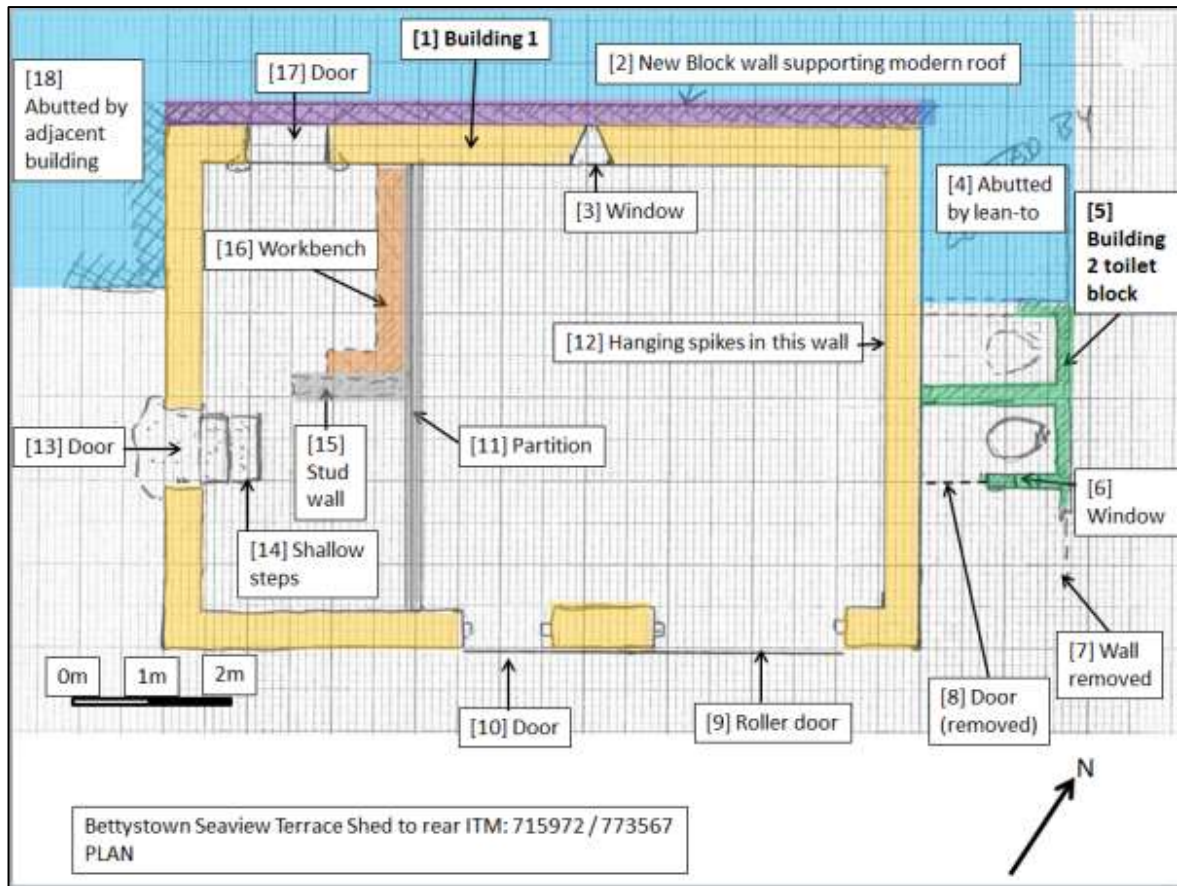 [1] Building 1
[2] New Block wall supporting modern roof
[17] Door
[18]
Abutted by
adjacent
building
[4] Abutted
by lean-to
[5]
Building
2 toilet
block
[3] Window
[16] Workbench
[12] Hanging spikes in this wall
[13] Door
[15]
Stud
wall
[11] Partition
[6]
Window
[14] Shallow
steps
[7] Wall
removed
[8] Door
(removed)
[10] Door
[9] Roller door
0m
1m
2m
N
Bettystown Seaview Terrace Shed to rear ITM: 715972 / 773567
PLAN